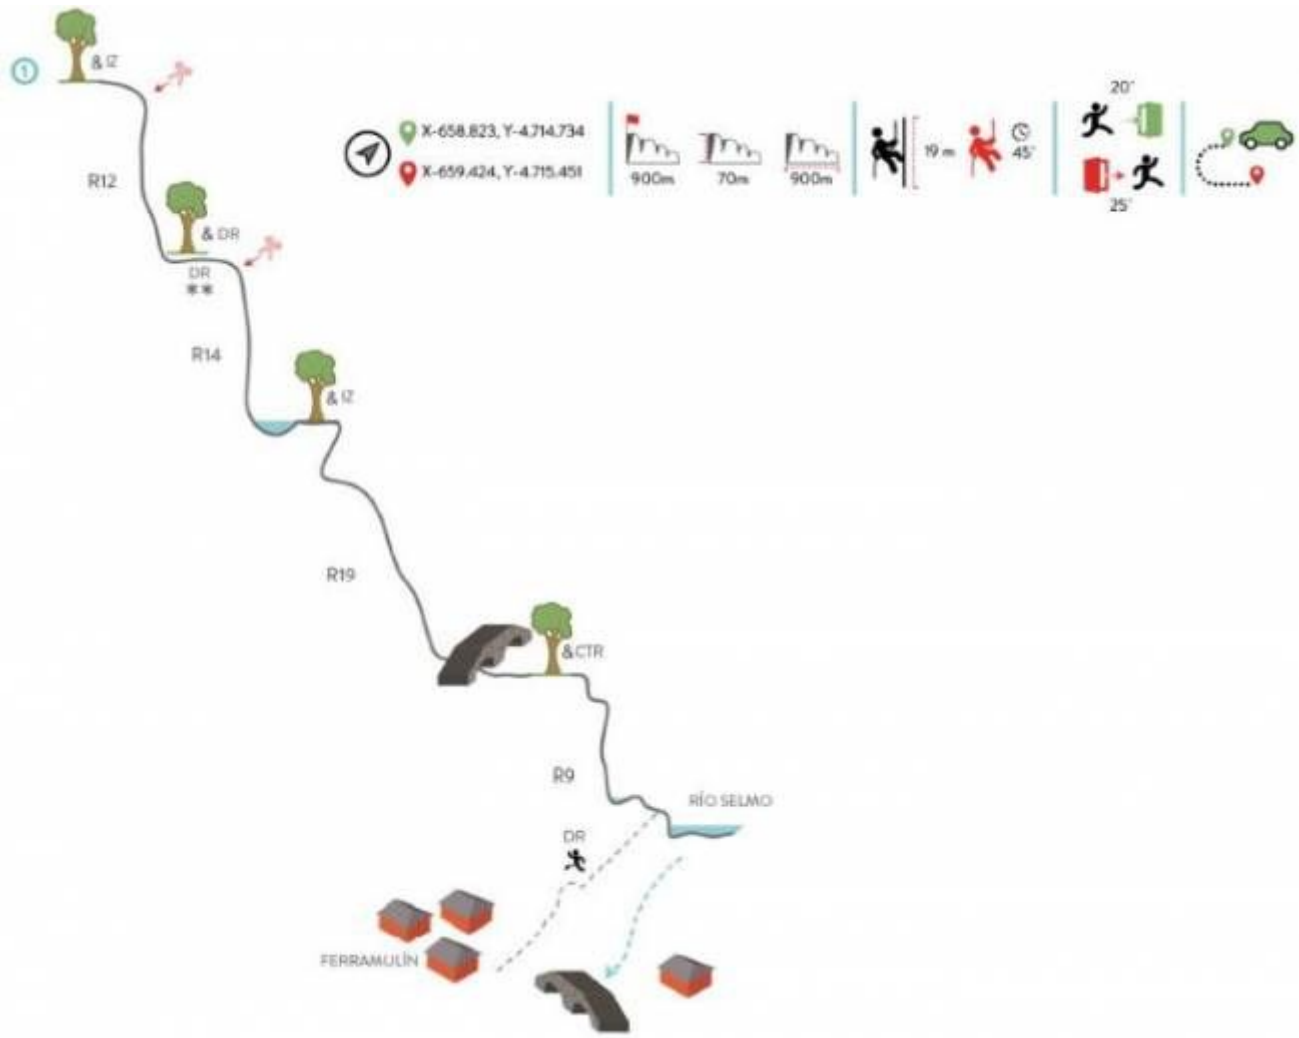 1
& IZ
20'
X-658.823, Y-4.714.734
X-659.424, Y-4.715.451
900m
70m
900m
19 m
45'
25'
R12
& DR
DR
**
R14
& IZ
R19
& CTR
R9
RÍO SELMO
DR
FERRAMULÍN